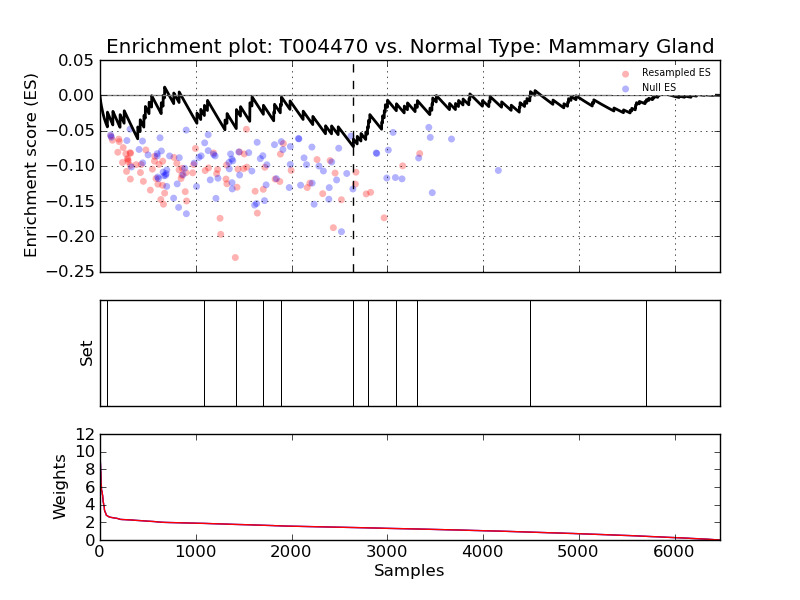 Enrichment plot: T004470 vs. Normal Type: Mammary Gland
Enrichment score (ES)
0.05
0.00
−0.05
−0.10
−0.15
−0.20
−0.25
Resampled ES
Null ES
Set
Weights
12
10
8
6
4
2
0
0 1000 2000 3000 4000 5000 6000
Samples